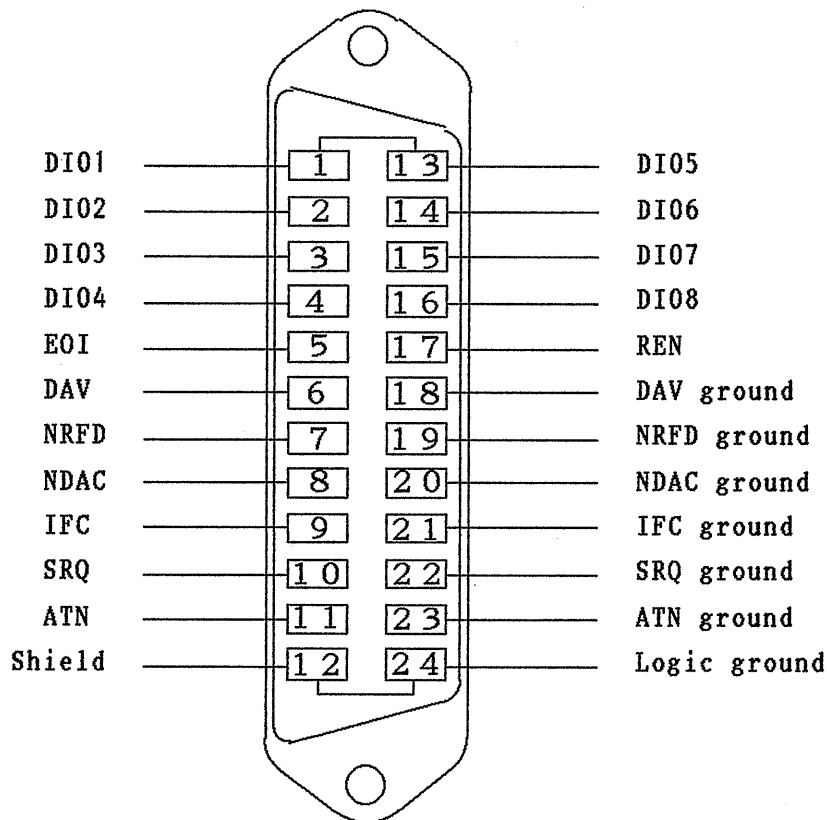 DIO1 1 13 DIO5
DIO2 2 14 DIO6
DIO3 3 15 DIO7
DIO4 4 16 DIO8
EOI 5 17 REN
DAV 6 18 DAV ground
NRFD 7 19 NRFD ground
NDAC 8 20 NDAC ground
IFC 9 21 IFC ground
SRQ 10 22 SRQ ground
ATN 11 23 ATN ground
Shield 12 24 Logic ground